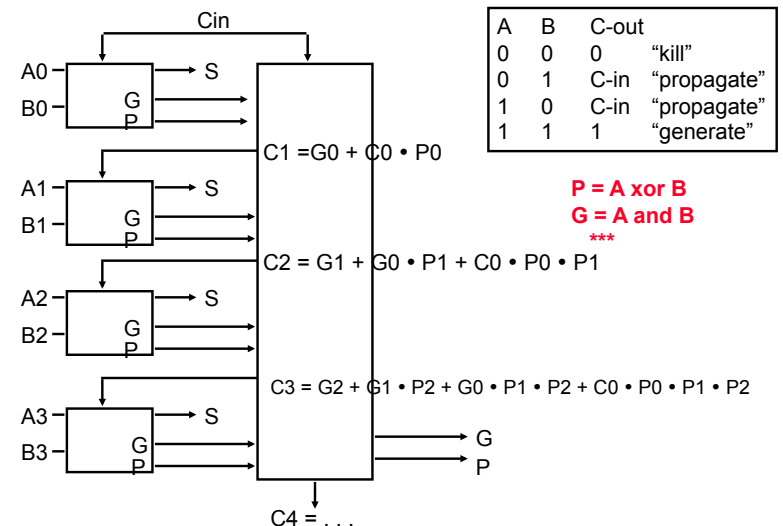 Cin
A B C-out
0 0 0 “kill”
0 1 C-in “propagate”
1 0 C-in “propagate”
1 1 1 “generate”
P = A xor B
G = A and B
***
A0 S
B0 G
P
C1 =G0 + C0 • P0
A1 S
B1 G
P
C2 = G1 + G0 • P1 + C0 • P0 • P1
A2 S
B2 G
P
C3 = G2 + G1 • P2 + G0 • P1 • P2 + C0 • P0 • P1 • P2
A3 S
B3 G G
P P
C4 = . . .